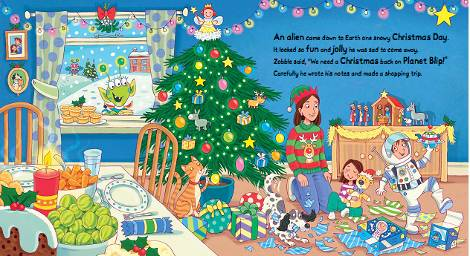 An alien came down to Earth one snowy Christmas Day.
It looked so fun and jolly he was sad to come away.
Zebble said, "We need a Christmas back on Planet Blip!"
Carefully he wrote his notes and made a shopping trip.